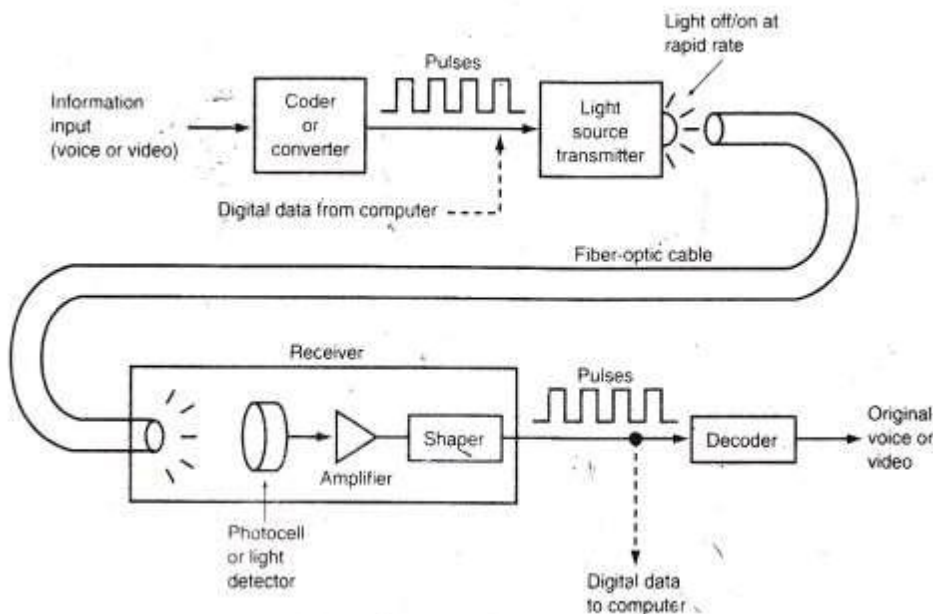 Light off/on at
rapid rate
Pulses
Information
input
(voice or video)
Coder
or
converter
Light
source
transmitter
Digital data from computer
Fiber-optic cable
Receiver
Pulses
Shaper
Amplifier
Decoder
Original
voice or
video
Photocell
or light
detector
Digital data
to computer